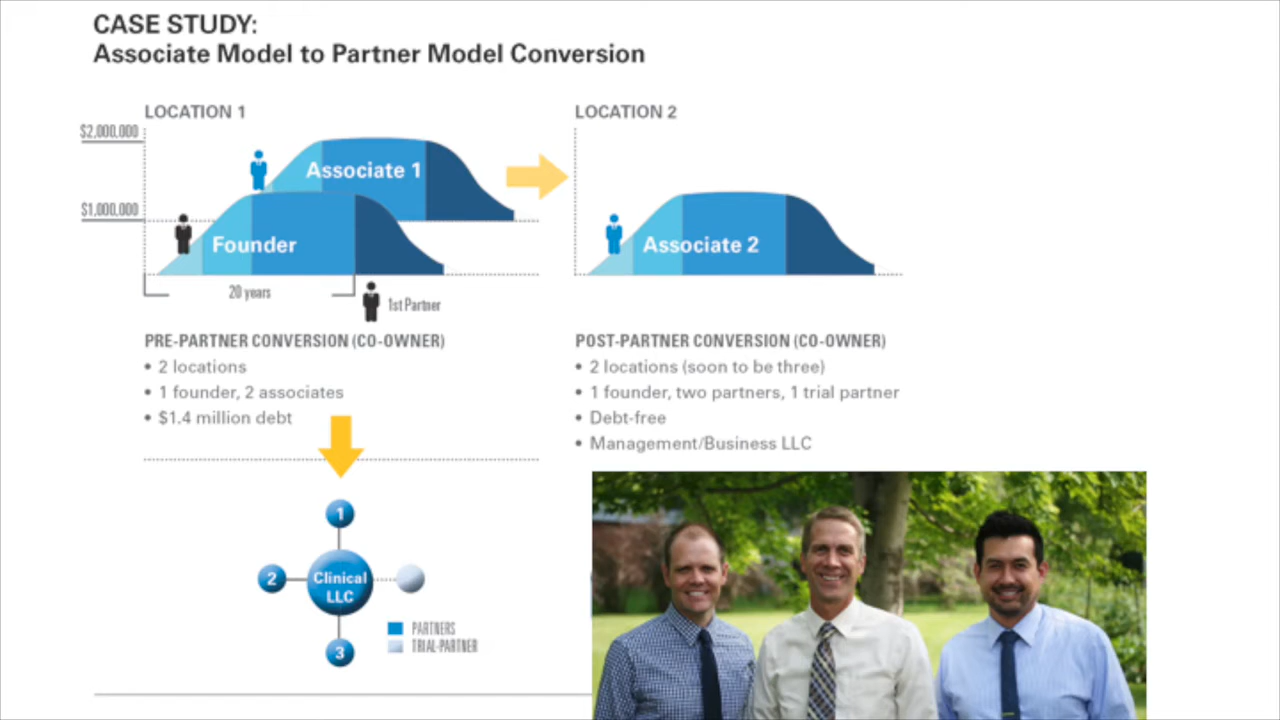 CASE STUDY:
Associate Model to Partner Model Conversion
LOCATION 1
$2,000,000
Associate 1
$1,000,000
Founder
20 years
1st Partner
LOCATION 2
Associate 2
PRE-PARTNER CONVERSION (CO-OWNER)
• 2 locations
• 1 founder, 2 associates
• $1.4 million debt
POST-PARTNER CONVERSION (CO-OWNER)
• 2 locations (soon to be three)
• 1 founder, two partners, 1 trial partner
• Debt-free
• Management/Business LLC
1
2
Clinical
LLC
3
PARTNERS
TRIAL-PARTNER